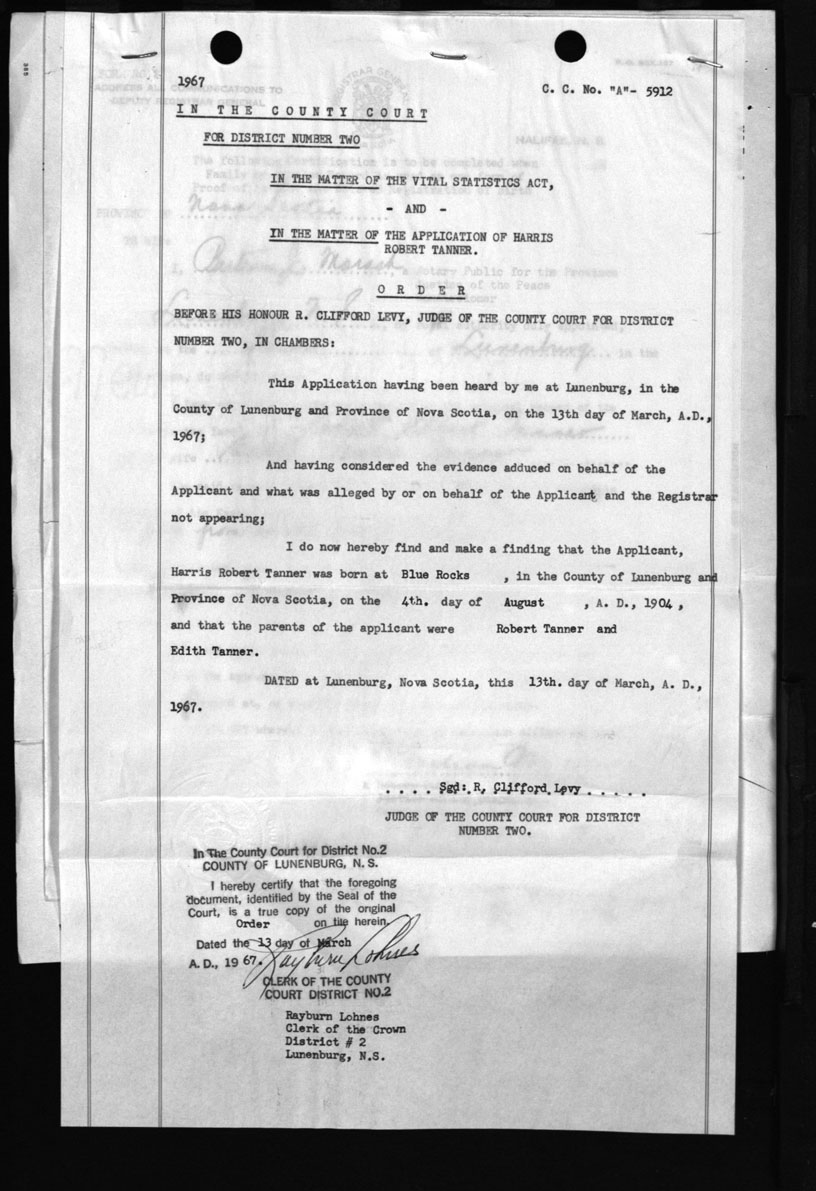 1967
C. C. No. "A"- 5912
IN THE COUNTY COURT
FOR DISTRICT NUMBER TWO
IN THE MATTER OF THE VITAL STATISTICS ACT,
- AND -
IN THE MATTER OF THE APPLICATION OF HARRIS
ROBERT TANNER.
ORDER
BEFORE HIS HONOUR R. CLIFFORD LEVY, JUDGE OF THE COUNTY COURT FOR DISTRICT
NUMBER TWO, IN CHAMBERS:
This Application having been heard by me at Lunenburg, in the
County of Lunenburg and Province of Nova Scotia, on the 13th day of March, A.D.,
1967;
And having considered the evidence adduced on behalf of the
Applicant and what was alleged by or on behalf of the Applicant and the Registrar
not appearing;
I do now hereby find and make a finding that the Applicant,
Harris Robert Tanner was born at Blue Rocks , in the County of Lunenburg and
Province of Nova Scotia, on the 4th. day of August , A. D., 1904,
and that the parents of the applicant were Robert Tanner and
Edith Tanner.
DATED at Lunenburg, Nova Scotia, this 13th. day of March, A. D.,
1967.
. . . . Sgd: R. Clifford Levy . . . . .
JUDGE OF THE COUNTY COURT FOR DISTRICT
NUMBER TWO.
In The County Court for District No.2
COUNTY OF LUNENBURG, N. S.
I hereby certify that the foregoing
document, identified by the Seal of the
Court, is a true copy of the original
Order on file herein.
Dated the 13 day of March
A.D., 1967. Rayburn Lohnes
CLERK OF THE COUNTY
COURT DISTRICT NO.2
Rayburn Lohnes
Clerk of the Crown
District # 2
Lunenburg, N.S.